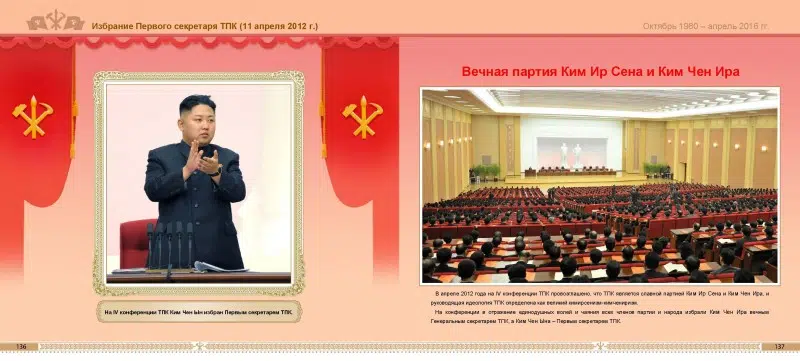 Избрание Первого секретаря ТПК (11 апреля 2012 г.)
Октябрь 1980 – апрель 2016 гг.
На IV конференции ТПК Ким Чен Ын избран Первым секретарем ТПК.
136
Вечная партия Ким Ир Сена и Ким Чен Ира
В апреле 2012 года на IV конференции ТПК провозглашено, что ТПК является славной партией Ким Ир Сена и Ким Чен Ира, и
руководящая идеология ТПК определена как великий кимирсенизм-кимчениризм.
На конференции в отражение единодушных волей и чаяния всех членов партии и народа избрали Ким Чен Ира вечным
Генеральным секретарем ТПК, а Ким Чен Ына – Первым секретарем ТПК.
137